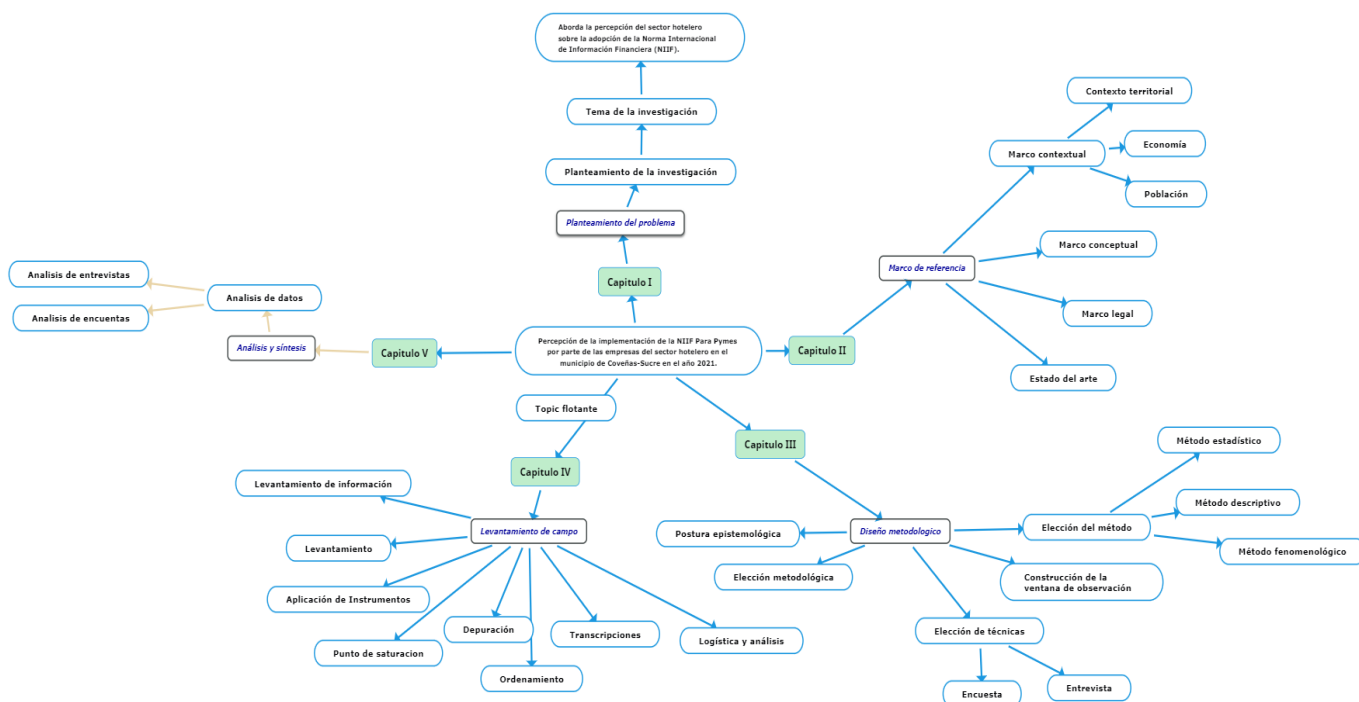 Aborda la percepción del sector hotelero
sobre la adopción de la Norma Internacional
de Información Financiera (NIIF).
Tema de la investigación
Planteamiento de la investigación
Planteamiento del problema
Capitulo I
Percepción de la implementación de la NIIF Para Pymes
por parte de las empresas del sector hotelero en el
municipio de Coveñas-Sucre en el año 2021.
Capitulo II
Marco de referencia
Marco contextual
Contexto territorial
Economía
Población
Marco conceptual
Marco legal
Estado del arte
Capitulo III
Diseño metodologico
Postura epistemológica
Elección metodológica
Elección del método
Método estadístico
Método descriptivo
Método fenomenológico
Construcción de la
ventana de observación
Elección de técnicas
Encuesta
Entrevista
Topic flotante
Capitulo IV
Levantamiento de campo
Levantamiento de información
Levantamiento
Aplicación de Instrumentos
Punto de saturacion
Depuración
Ordenamiento
Transcripciones
Logística y análisis
Capitulo V
Análisis y síntesis
Analisis de datos
Analisis de entrevistas
Analisis de encuentas